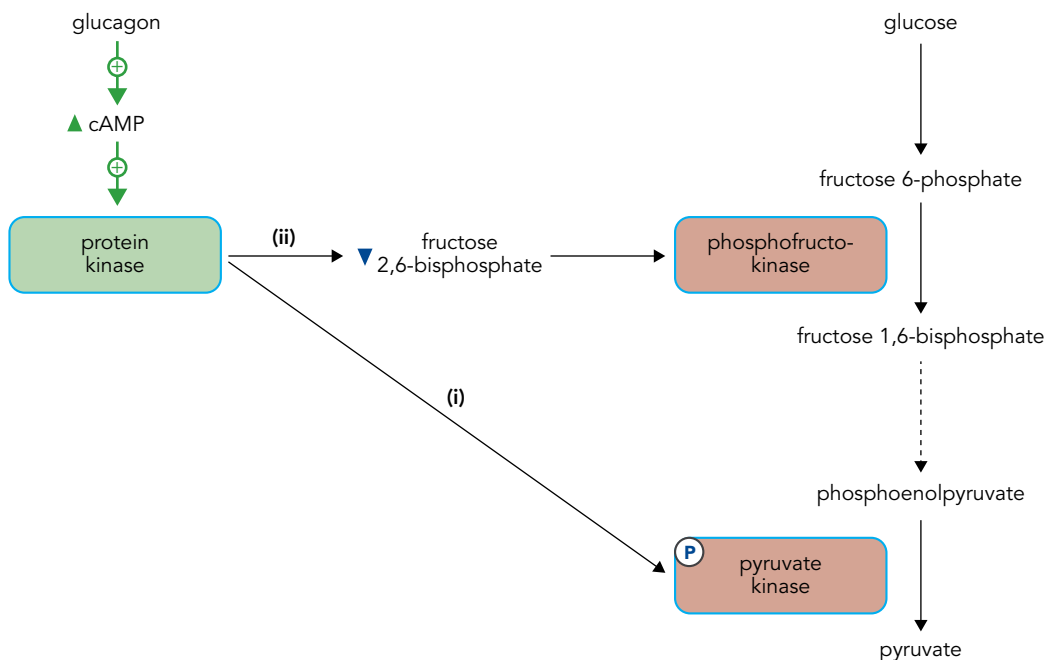 glucagon
glucose
+
cAMP
+
fructose 6-phosphate
protein
kinase
(ii)
fructose
2,6-bisphosphate
phosphofructo-
kinase
fructose 1,6-bisphosphate
(i)
phosphoenolpyruvate
P
pyruvate
kinase
pyruvate